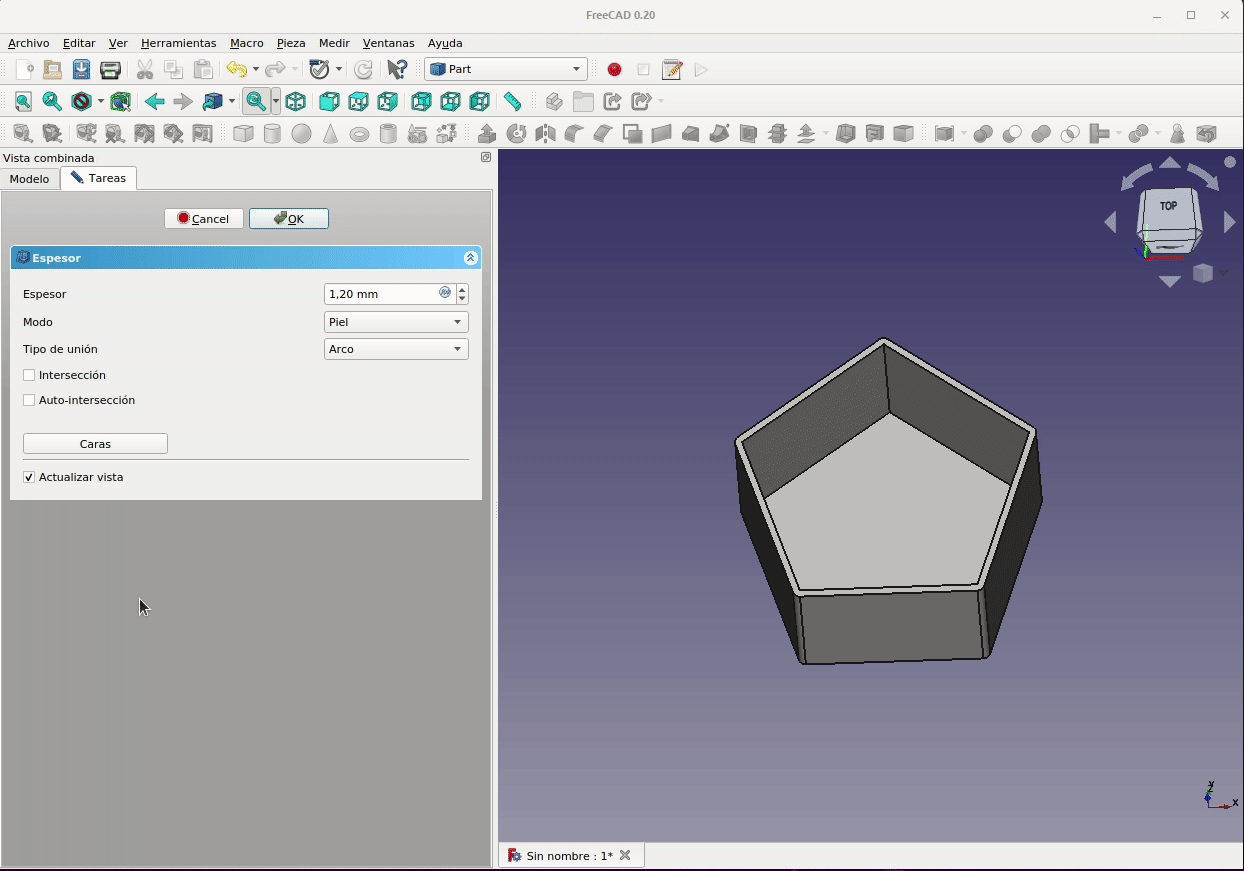 FreeCAD 0.20
Archivo Editar Ver Herramientas Macro Pieza Medir Ventanas Ayuda
Part
Vista combinada
Modelo Tareas
Cancel OK
Espesor
Espesor 1,20 mm
Modo Piel
Tipo de unión Arco
Intersección
Auto-intersección
Caras
Actualizar vista
TOP
Y
Z
X
Sin nombre : 1*